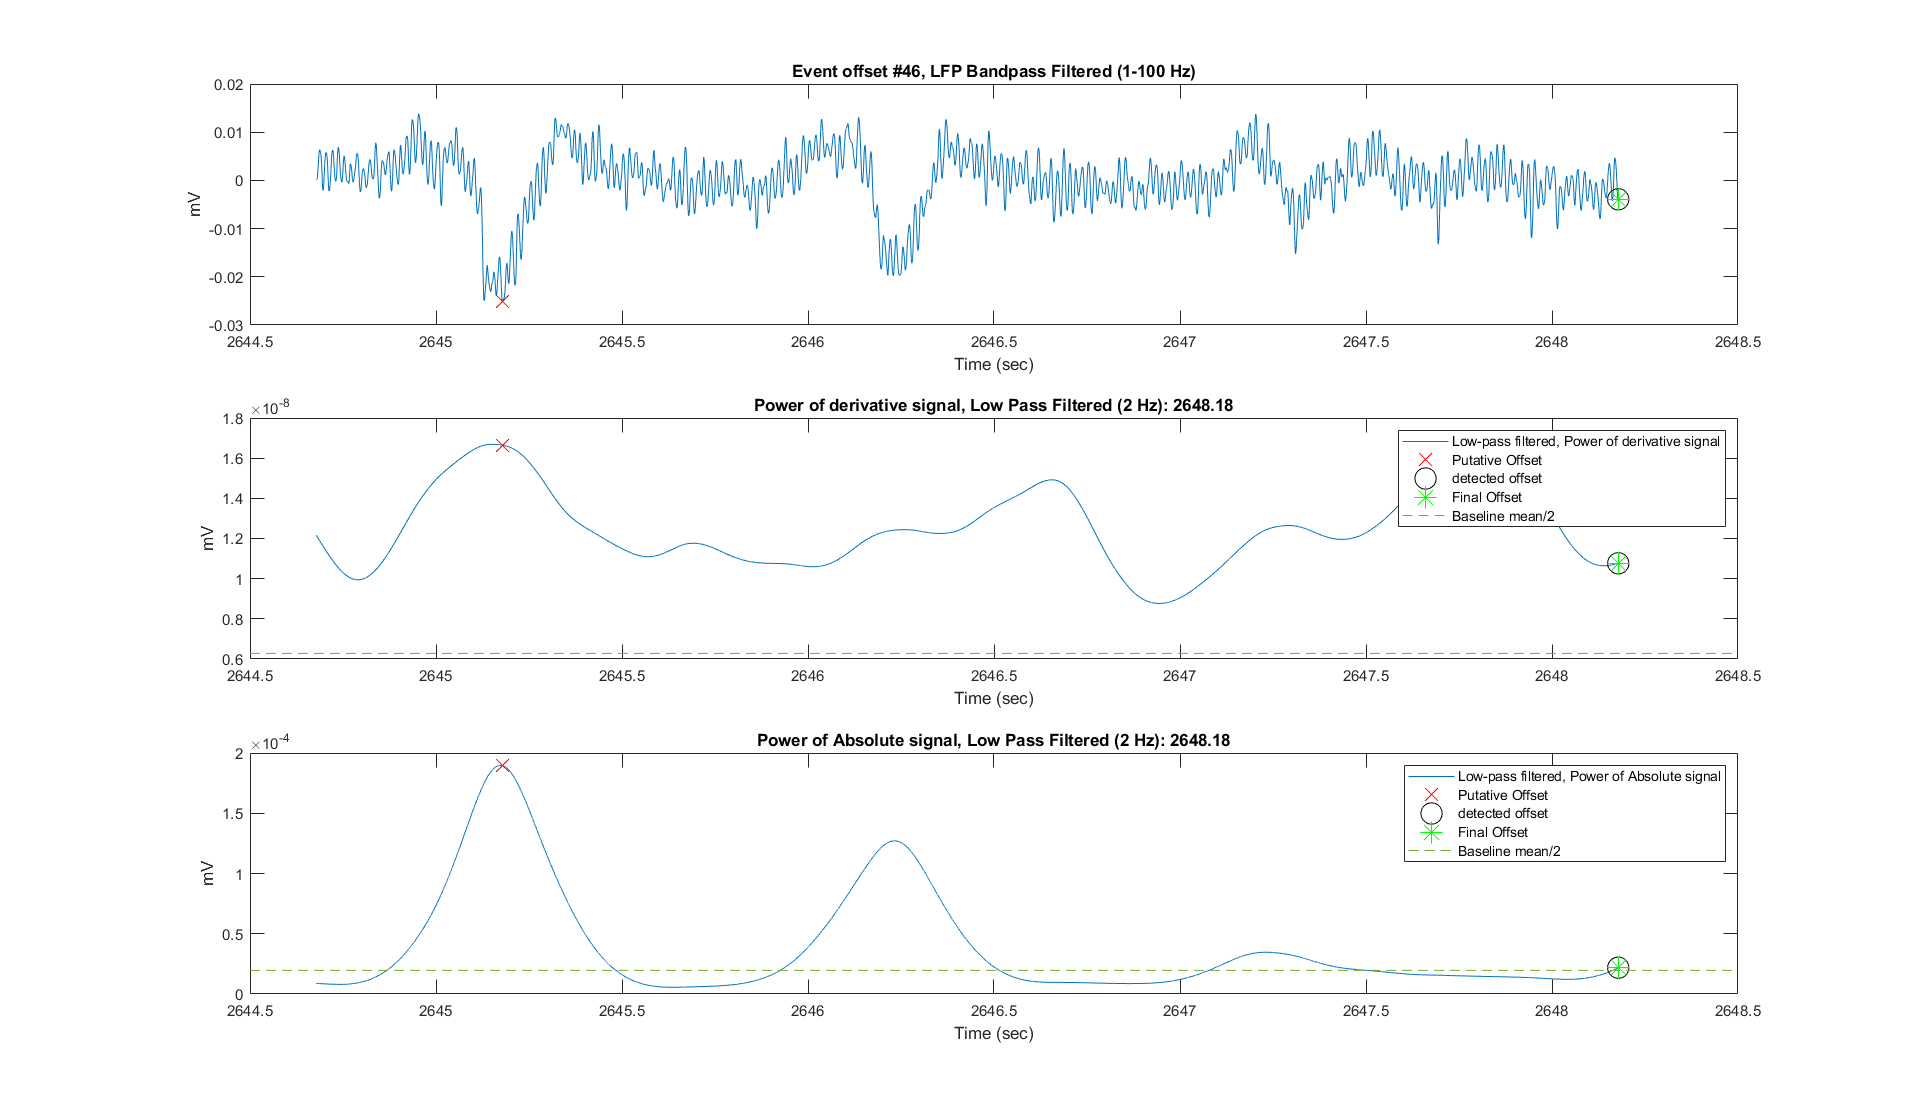 Event offset #46, LFP Bandpass Filtered (1-100 Hz)
0.02
0.01
0
-0.01
-0.02
-0.03
mV
2644.5 2645 2645.5 2646 2646.5 2647 2647.5 2648 2648.5
Time (sec)
Power of derivative signal, Low Pass Filtered (2 Hz): 2648.18
×10-8
1.8
1.6
1.4
1.2
1
0.8
0.6
mV
Low-pass filtered, Power of derivative signal
Putative Offset
detected offset
Final Offset
Baseline mean/2
2644.5 2645 2645.5 2646 2646.5 2647 2647.5 2648 2648.5
Time (sec)
Power of Absolute signal, Low Pass Filtered (2 Hz): 2648.18
×10-4
2
1.5
1
0.5
0
mV
Low-pass filtered, Power of Absolute signal
Putative Offset
detected offset
Final Offset
Baseline mean/2
2644.5 2645 2645.5 2646 2646.5 2647 2647.5 2648 2648.5
Time (sec)